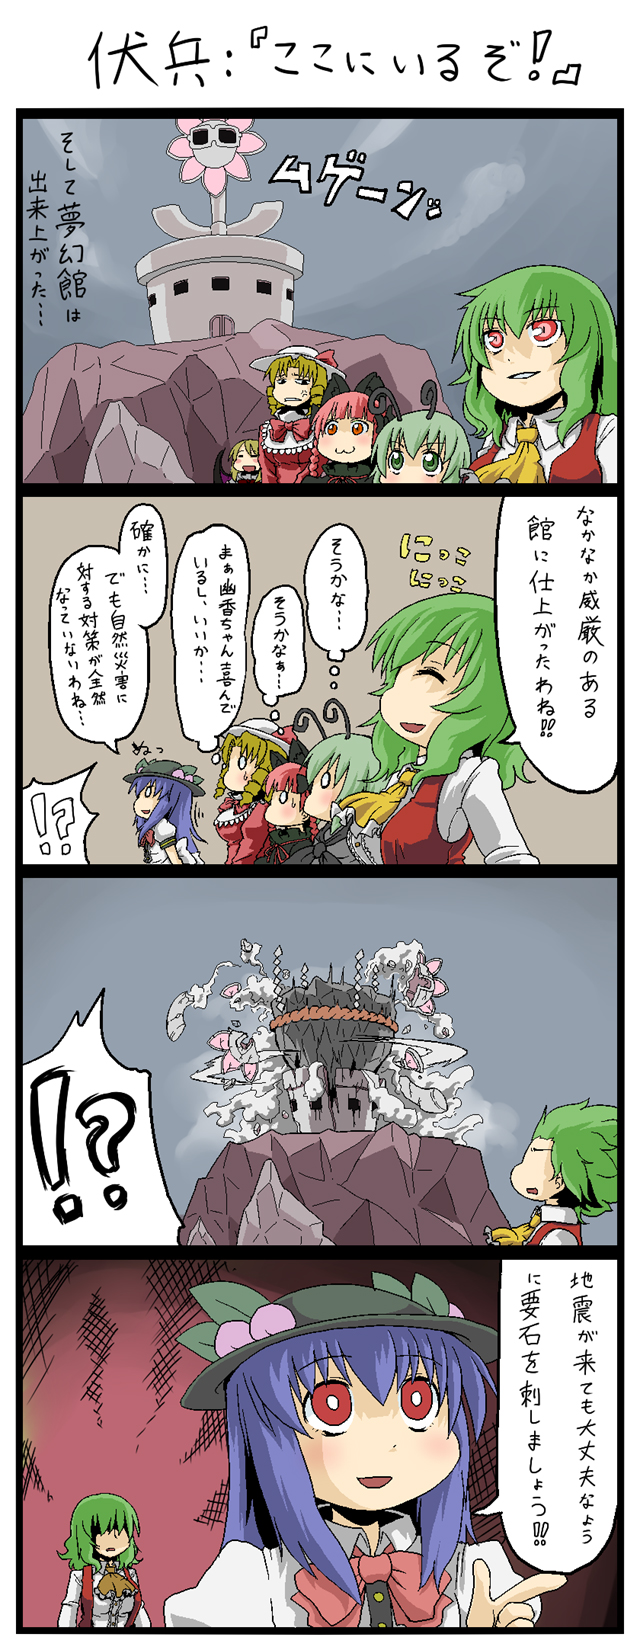 伏兵:『ここにいるぞ!』
そして夢幻館は
出来上がった…
ムゲーン…
なかなか威厳のある
館に仕上がったわね!!
にっこ
にっこ
そうかな…
そうかなぁ…
まぁ幽香ちゃん喜んで
いるし、いいか…
確かに…
でも自然災害に
対する対策が全然
なっていないわね…
ぬっ
!?
!?
地震が来ても大丈夫なよう
に要石を刺しましょう!!